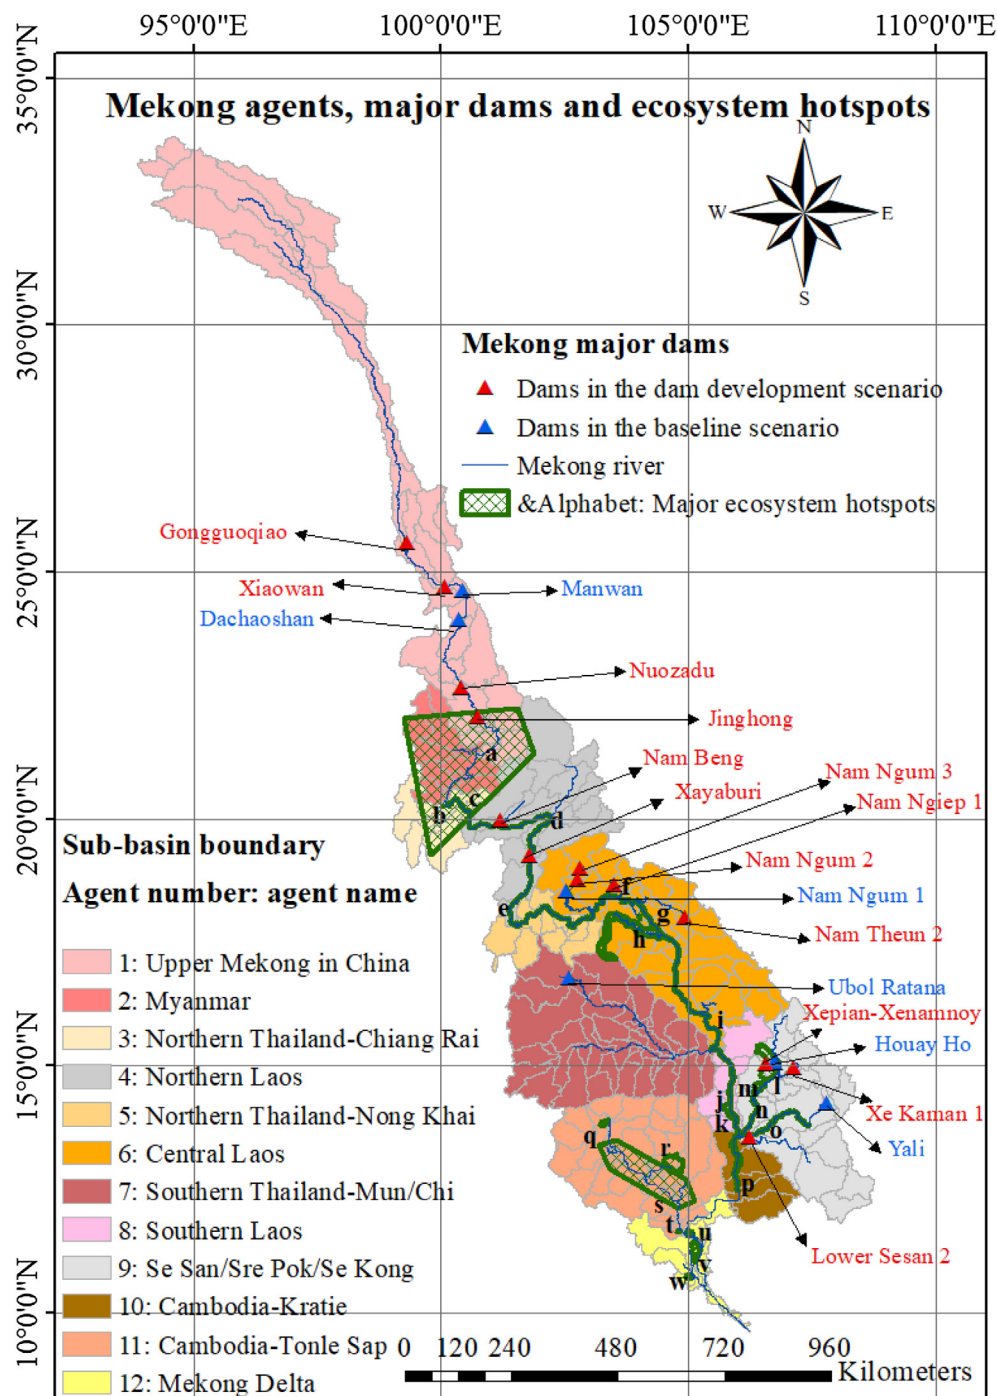 95°0'0"E 100°0'0"E 105°0'0"E 110°0'0"E
35°0'0"N
Mekong agents, major dams and ecosystem hotspots
N
W E
S
30°0'0"N
Mekong major dams
Dams in the dam development scenario
Dams in the baseline scenario
Mekong river
&Alphabet: Major ecosystem hotspots
Gongguoqiao
25°0'0"N
Xiaowan
Manwan
Dachaoshan
Nuozadu
Jinghong
a
Nam Beng
Nam Ngum 3
Xayaburi
Nam Ngiep 1
c
b
d
20°0'0"N
Sub-basin boundary
Nam Ngum 2
Agent number: agent name
f
Nam Ngum 1
e
g
Nam Theun 2
h
1: Upper Mekong in China
Ubol Ratana
2: Myanmar
Xepian-Xenamnoy
i
3: Northern Thailand-Chiang Rai
Houay Ho
15°0'0"N
4: Northern Laos
m
l
j
n
Xe Kaman 1
5: Northern Thailand-Nong Khai
k
o
q
Yali
6: Central Laos
r
7: Southern Thailand-Mun/Chi
p
s
8: Southern Laos
t
u
Lower Sesan 2
9: Se San/Sre Pok/Se Kong
v
w
10: Cambodia-Kratie
10°0'0"N
11: Cambodia-Tonle Sap
0 120 240 480 720 960
Kilometers
12: Mekong Delta